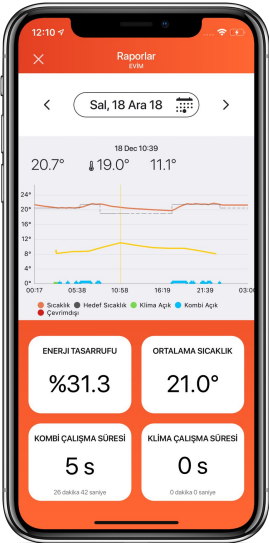 12:10
Raporlar
EVİM
Sal, 18 Ara 18
18 Dec 10:39
20.7° 19.0° 11.1°
24°
20°
16°
12°
8°
4°
0°
00:17 05:38 10:58 16:19 21:39 03:00
Sıcaklık Hedef Sıcaklık Klima Açık Kombi Açık
Çevrimdışı
ENERJİ TASARRUFU
%31.3
ORTALAMA SICAKLIK
21.0°
KOMBİ ÇALIŞMA SÜRESİ
5 s
26 dakika 42 saniye
KLİMA ÇALIŞMA SÜRESİ
0 s
0 dakika 0 saniye